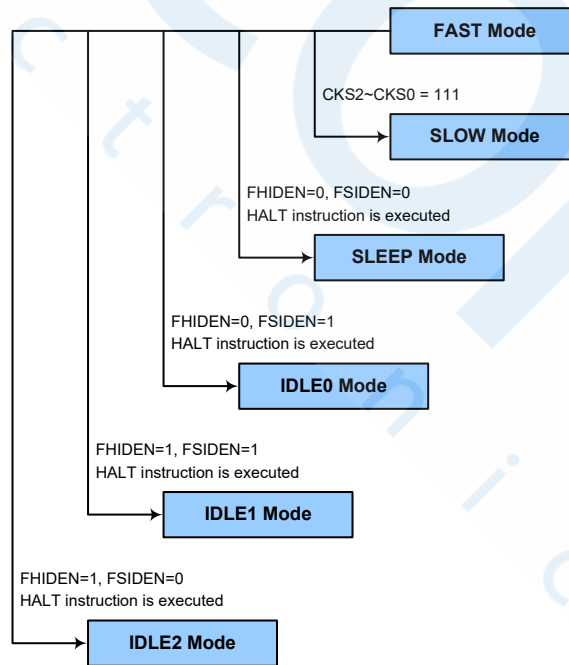 FAST Mode
CKS2~CKS0 = 111
SLOW Mode
FHIDEN=0, FSIDEN=0
HALT instruction is executed
SLEEP Mode
FHIDEN=0, FSIDEN=1
HALT instruction is executed
IDLE0 Mode
FHIDEN=1, FSIDEN=1
HALT instruction is executed
IDLE1 Mode
FHIDEN=1, FSIDEN=0
HALT instruction is executed
IDLE2 Mode
c t r o n i c